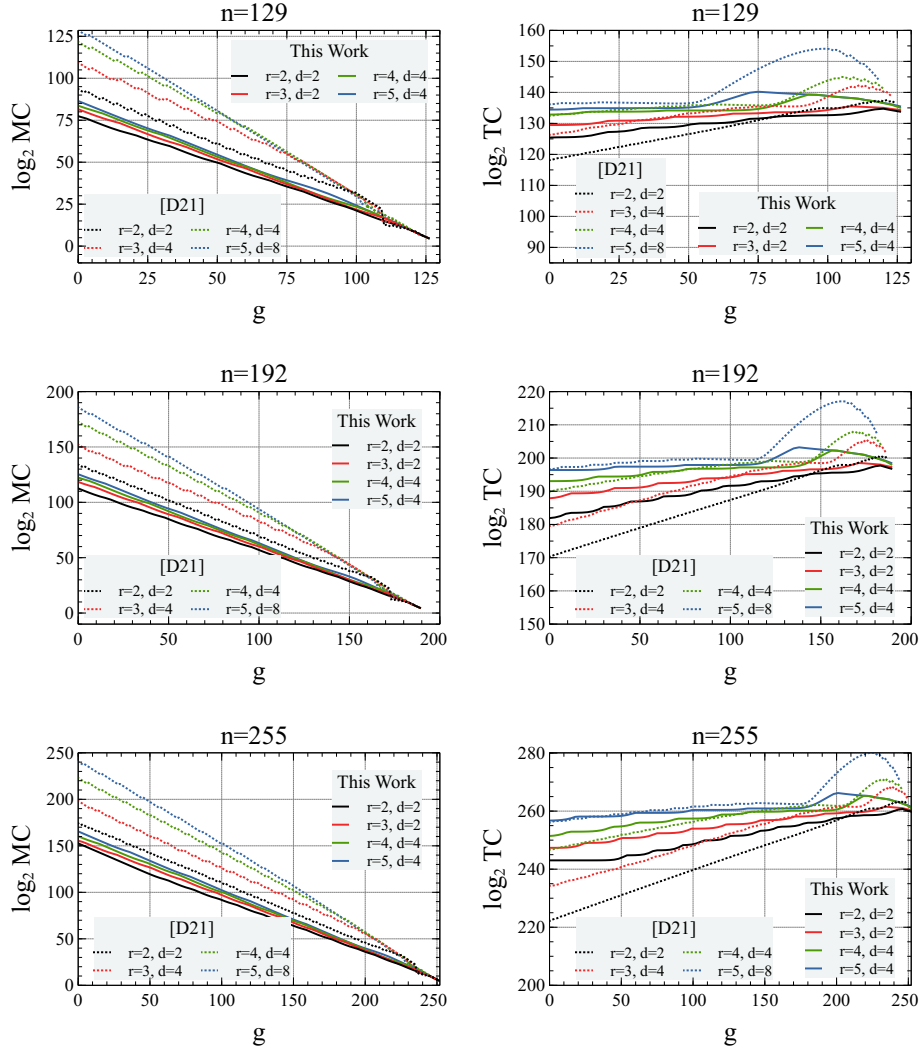 n=129
log₂ MC
125
100
75
50
25
0
This Work
r=2, d=2
r=4, d=4
r=3, d=2
r=5, d=4
[D21]
r=2, d=2
r=4, d=4
r=3, d=4
r=5, d=8
0 25 50 75 100 125
g
n=129
log₂ TC
160
150
140
130
120
110
100
90
[D21]
r=2, d=2
r=3, d=4
r=4, d=4
r=5, d=8
This Work
r=2, d=2
r=4, d=4
r=3, d=2
r=5, d=4
0 25 50 75 100 125
g
n=192
log₂ MC
200
150
100
50
0
This Work
r=2, d=2
r=3, d=2
r=4, d=4
r=5, d=4
[D21]
r=2, d=2
r=4, d=4
r=3, d=4
r=5, d=8
0 50 100 150 200
g
n=192
log₂ TC
220
210
200
190
180
170
160
150
This Work
r=2, d=2
r=3, d=2
r=4, d=4
r=5, d=4
[D21]
r=2, d=2
r=4, d=4
r=3, d=4
r=5, d=8
0 50 100 150 200
g
n=255
log₂ MC
250
200
150
100
50
0
This Work
r=2, d=2
r=3, d=2
r=4, d=4
r=5, d=4
[D21]
r=2, d=2
r=4, d=4
r=3, d=4
r=5, d=8
0 50 100 150 200 250
g
n=255
log₂ TC
280
260
240
220
200
This Work
r=2, d=2
r=3, d=2
r=4, d=4
r=5, d=4
[D21]
r=2, d=2
r=4, d=4
r=3, d=4
r=5, d=8
0 50 100 150 200 250
g